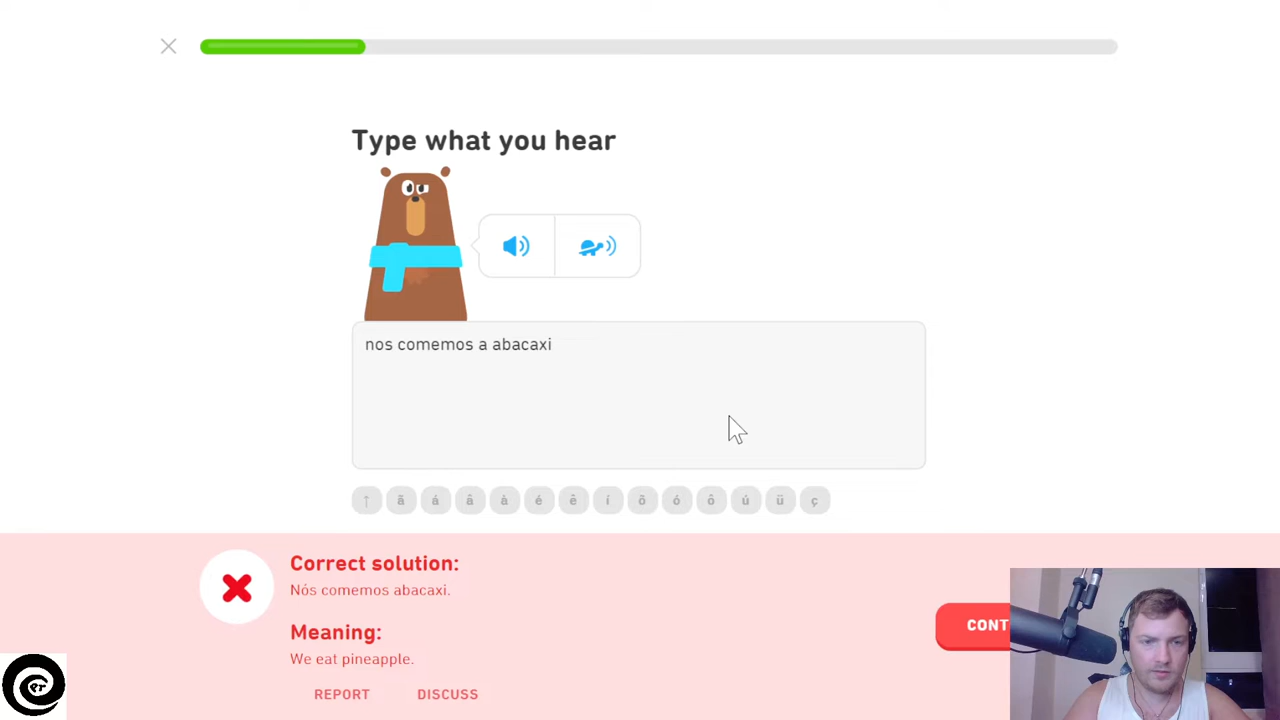 Type what you hear
nos comemos a abacaxi
↑ ã á â à é ê í õ ó ô ú ü ç
Correct solution:
Nós comemos abacaxi.
CONT
Meaning:
We eat pineapple.
REPORT DISCUSS